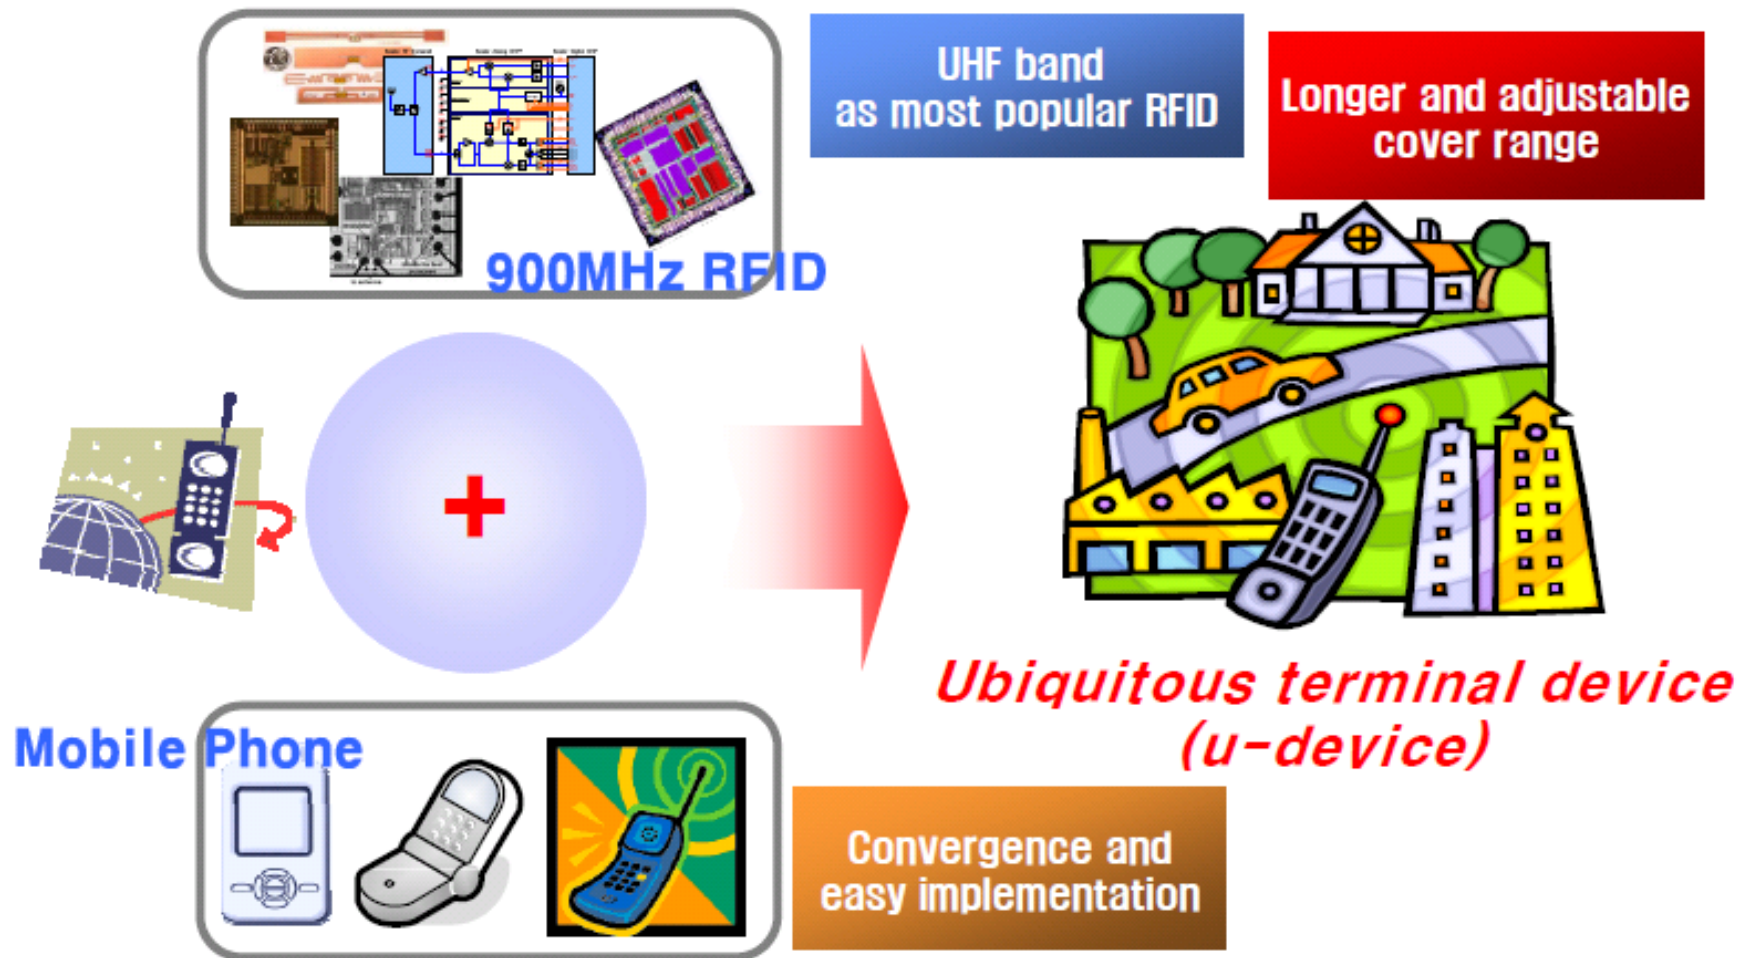 UHF band
as most popular RFID
Longer and adjustable
cover range
900MHz RFID
+
Mobile Phone
Ubiquitous terminal device
(u-device)
Convergence and
easy implementation